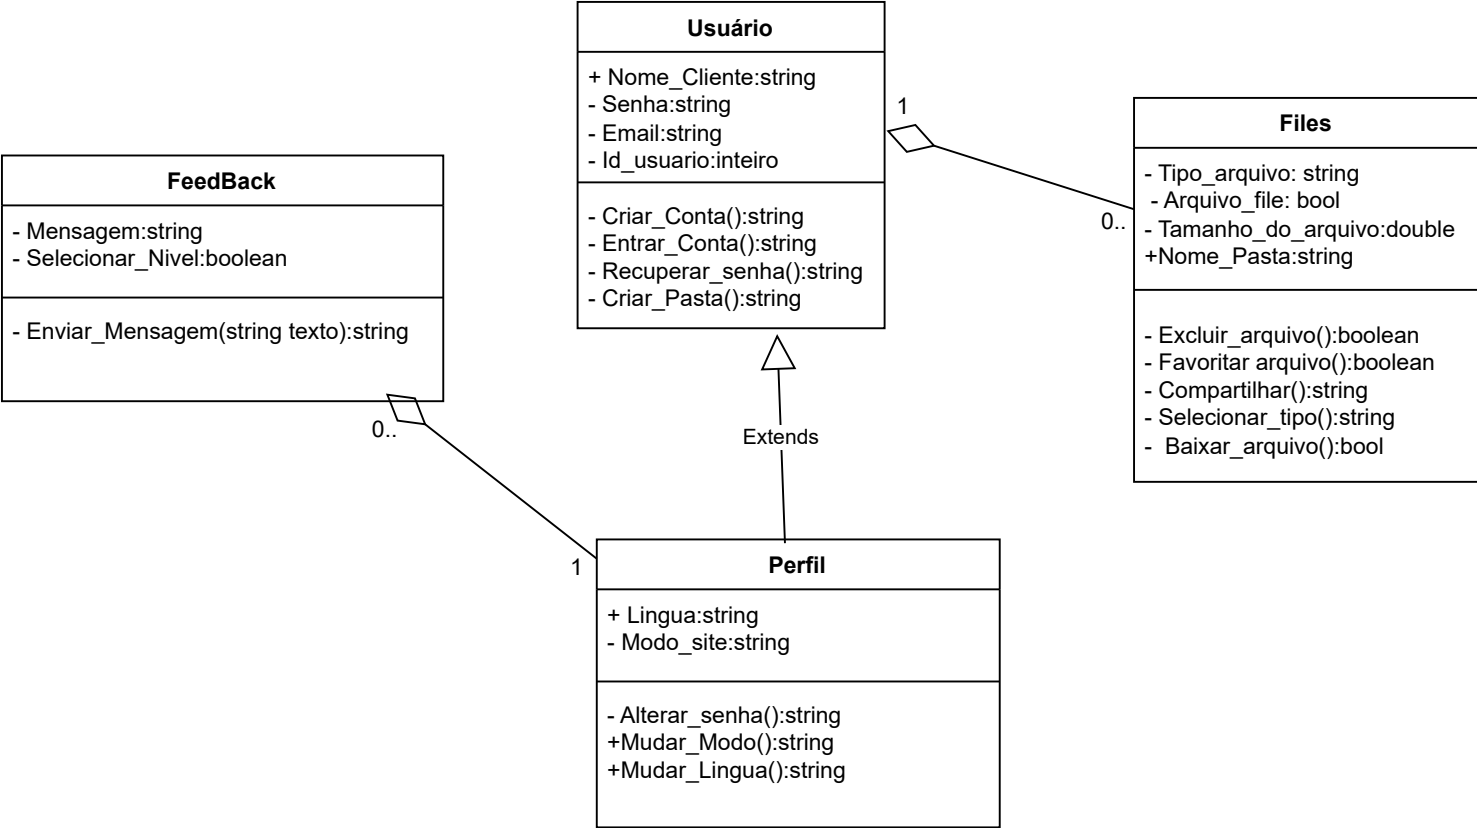 Usuário
+ Nome_Cliente:string
- Senha:string
- Email:string
- Id_usuario:inteiro
- Criar_Conta():string
- Entrar_Conta():string
- Recuperar_senha():string
- Criar_Pasta():string
1
0..
Files
- Tipo_arquivo: string
- Arquivo_file: bool
- Tamanho_do_arquivo:double
+Nome_Pasta:string
- Excluir_arquivo():boolean
- Favoritar arquivo():boolean
- Compartilhar():string
- Selecionar_tipo():string
- Baixar_arquivo():bool
FeedBack
- Mensagem:string
- Selecionar_Nivel:boolean
- Enviar_Mensagem(string texto):string
0..
1
Extends
Perfil
+ Lingua:string
- Modo_site:string
- Alterar_senha():string
+Mudar_Modo():string
+Mudar_Lingua():string